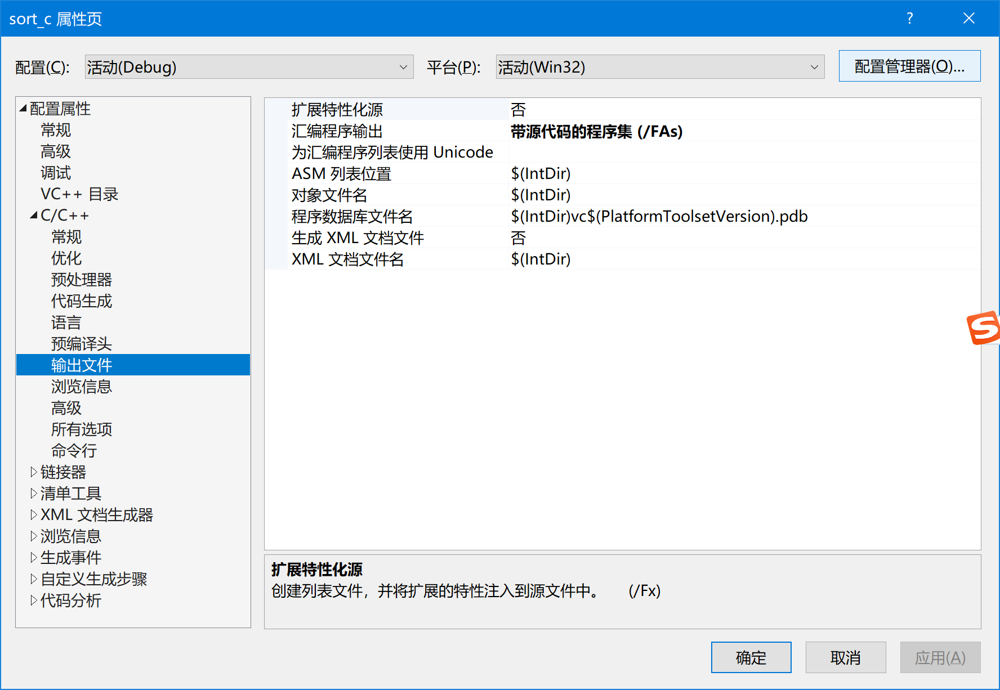 sort_c 属性页
配置(C): 活动(Debug) 平台(P): 活动(Win32) 配置管理器(O)...
配置属性
常规
高级
调试
VC++ 目录
C/C++
常规
优化
预处理器
代码生成
语言
预编译头
输出文件
浏览信息
高级
所有选项
命令行
链接器
清单工具
XML 文档生成器
浏览信息
生成事件
自定义生成步骤
代码分析
扩展特性化源 否
汇编程序输出 带源代码的程序集 (/FAs)
为汇编程序列表使用 Unicode
ASM 列表位置 $(IntDir)
对象文件名 $(IntDir)
程序数据库文件名 $(IntDir)vc$(PlatformToolsetVersion).pdb
生成 XML 文档文件 否
XML 文档文件名 $(IntDir)
扩展特性化源
创建列表文件，并将扩展的特性注入到源文件中。 (/Fx)
确定 取消 应用(A)